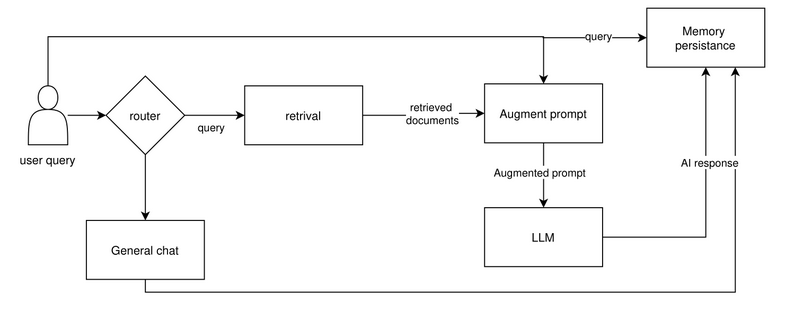 query
Memory
persistance
router
query
retrival
retrieved
documents
Augment prompt
user query
Augmented prompt
AI response
General chat
LLM